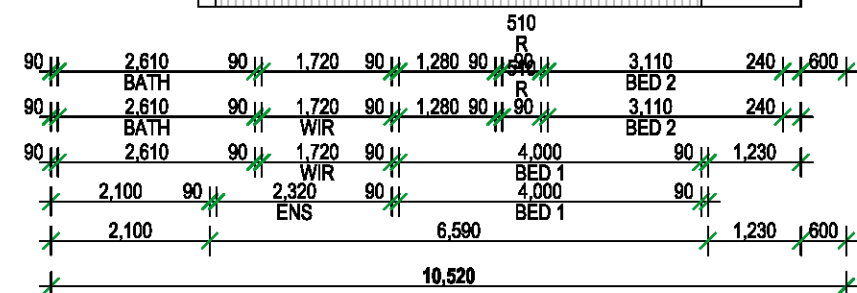 510
R
90 2,610 90 1,720 90 1,280 90 90 3,110 240 600
BATH 510 BED 2
R
90 2,610 90 1,720 90 1,280 90 90 3,110 240
BATH WIR BED 2
90 2,610 90 1,720 90 4,000 90 1,230
WIR BED 1
2,100 90 2,320 90 4,000 90
ENS BED 1
2,100 6,590 1,230 600
10,520